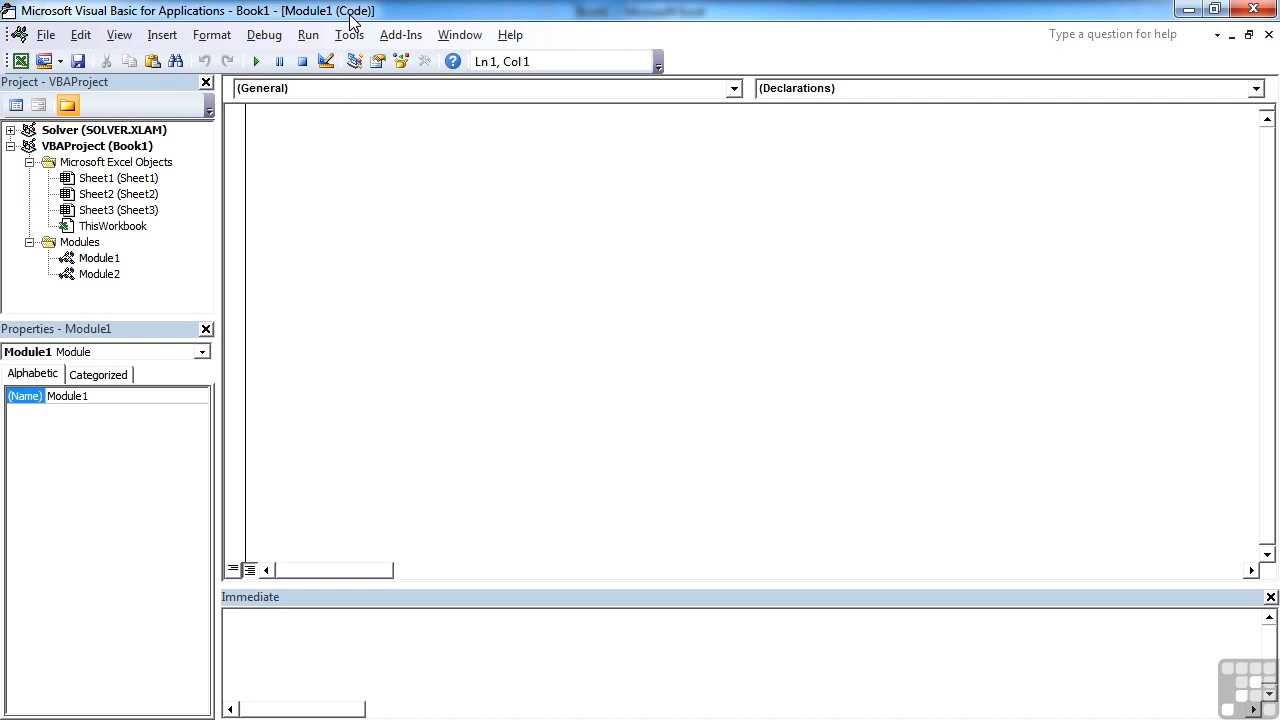 Microsoft Visual Basic for Applications - Book1 - [Module1 (Code)]
File Edit View Insert Format Debug Run Tools Add-Ins Window Help
Type a question for help
Ln 1, Col 1
Project - VBAProject
(General)
(Declarations)
Solver (SOLVER.XLAM)
VBAProject (Book1)
Microsoft Excel Objects
Sheet1 (Sheet1)
Sheet2 (Sheet2)
Sheet3 (Sheet3)
ThisWorkbook
Modules
Module1
Module2
Properties - Module1
Module1 Module
Alphabetic Categorized
(Name) Module1
Immediate